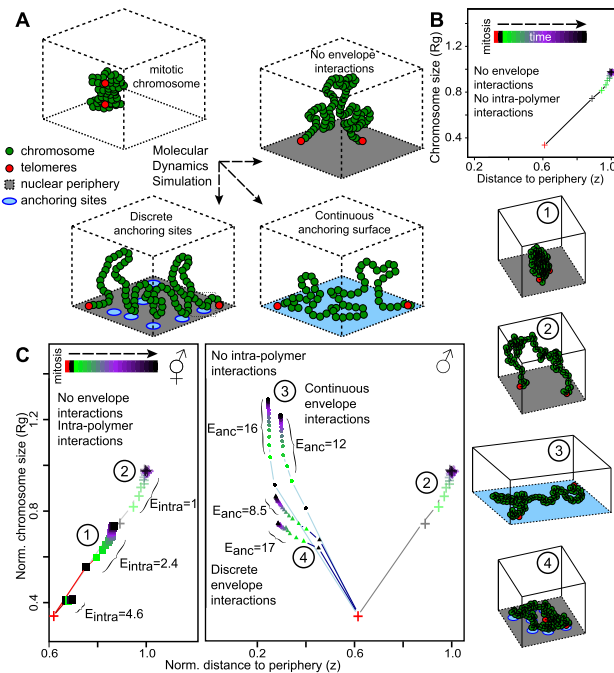 A
mitotic
chromosome
No envelope
interactions
chromosome
telomeres
nuclear periphery
anchoring sites
Molecular
Dynamics
Simulation
Discrete
anchoring sites
Continuous
anchoring surface
B
Chromosome size (Rg)
mitosis
time
No envelope
interactions
No intra-polymer
interactions
1.2
0.8
0.4
0.2
0.6
1.0
Distance to periphery (z)
1
2
3
4
C
Norm. chromosome size (Rg)
mitosis
♂
♀
No envelope
interactions
Intra-polymer
interactions
2
Eintra=1
1
Eintra=2.4
Eintra=4.6
1.2
0.8
0.4
0.6
1.0
No intra-polymer
interactions
♂
3
Continuous
envelope
interactions
Eanc=16
Eanc=12
Eanc=8.5
Eanc=17
4
Discrete
envelope
interactions
2
0.2
0.6
1.0
Norm. distance to periphery (z)